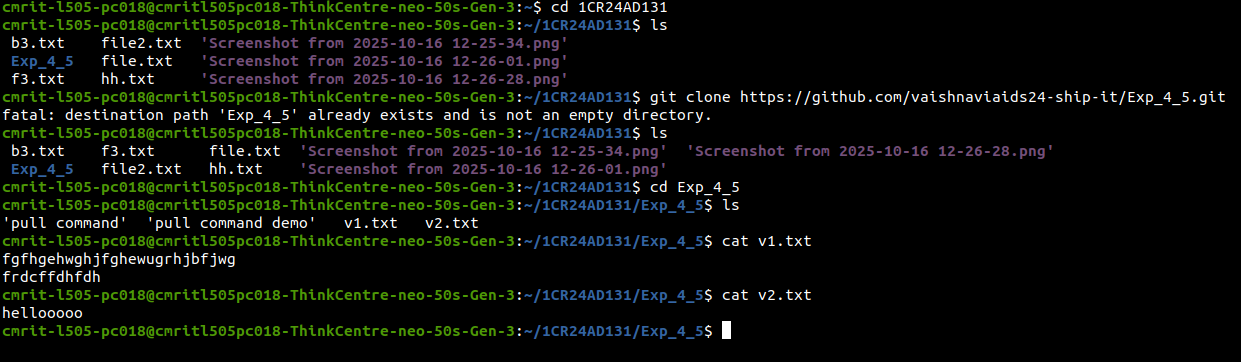 cmrit-l505-pc018@cmritl505pc018-ThinkCentre-neo-50s-Gen-3:~$ cd 1CR24AD131
cmrit-l505-pc018@cmritl505pc018-ThinkCentre-neo-50s-Gen-3:~/1CR24AD131$ ls
b3.txt file2.txt 'Screenshot from 2025-10-16 12-25-34.png'
Exp_4_5 file.txt 'Screenshot from 2025-10-16 12-26-01.png'
f3.txt hh.txt 'Screenshot from 2025-10-16 12-26-28.png'
cmrit-l505-pc018@cmritl505pc018-ThinkCentre-neo-50s-Gen-3:~/1CR24AD131$ git clone https://github.com/vaishnaviaids24-ship-it/Exp_4_5.git
fatal: destination path 'Exp_4_5' already exists and is not an empty directory.
cmrit-l505-pc018@cmritl505pc018-ThinkCentre-neo-50s-Gen-3:~/1CR24AD131$ ls
b3.txt f3.txt file.txt 'Screenshot from 2025-10-16 12-25-34.png' 'Screenshot from 2025-10-16 12-26-28.png'
Exp_4_5 file2.txt hh.txt 'Screenshot from 2025-10-16 12-26-01.png'
cmrit-l505-pc018@cmritl505pc018-ThinkCentre-neo-50s-Gen-3:~/1CR24AD131$ cd Exp_4_5
cmrit-l505-pc018@cmritl505pc018-ThinkCentre-neo-50s-Gen-3:~/1CR24AD131/Exp_4_5$ ls
'pull command' 'pull command demo' v1.txt v2.txt
cmrit-l505-pc018@cmritl505pc018-ThinkCentre-neo-50s-Gen-3:~/1CR24AD131/Exp_4_5$ cat v1.txt
fgfhgehwghjfghewugrhjbfjwg
frdcffdhfdh
cmrit-l505-pc018@cmritl505pc018-ThinkCentre-neo-50s-Gen-3:~/1CR24AD131/Exp_4_5$ cat v2.txt
hellooooo
cmrit-l505-pc018@cmritl505pc018-ThinkCentre-neo-50s-Gen-3:~/1CR24AD131/Exp_4_5$